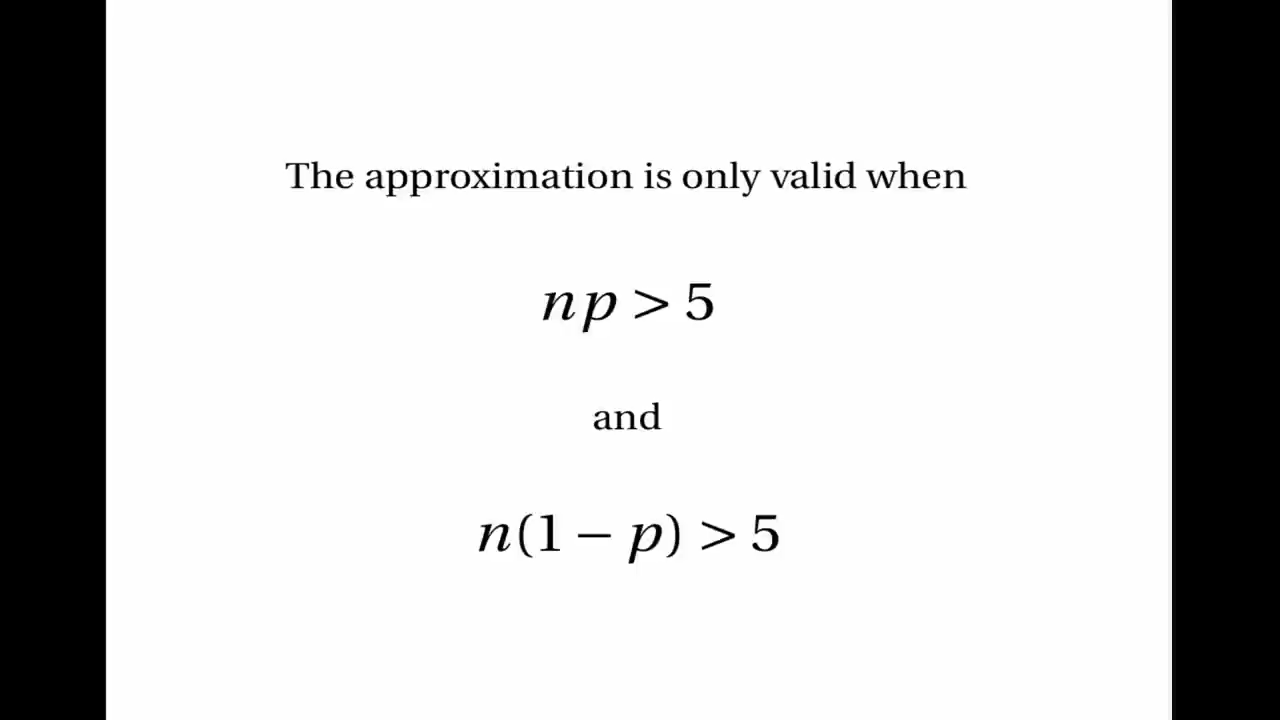 The approximation is only valid when
np > 5
and
n(1 − p) > 5